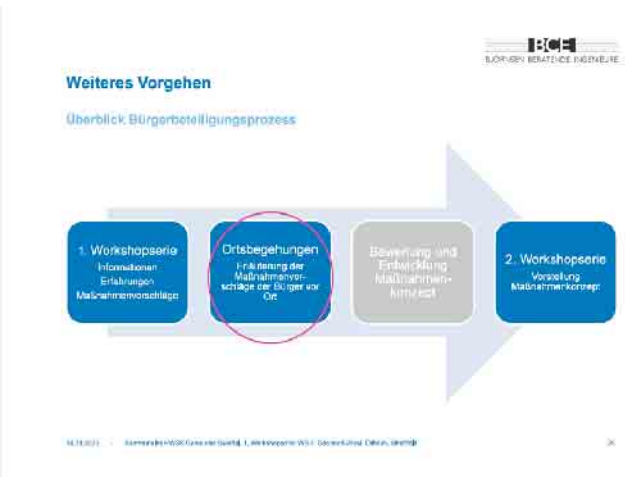 BCE
BJÖRNSEN BERATENDE INGENIEURE
Weiteres Vorgehen
Überblick Bürgerbeteiligungsprozess
1. Workshopserie
Informationen
Erfahrungen
Maßnahmenvorschläge
Ortsbegehungen
Erläuterung der
Maßnahmenvor-
schläge der Bürger vor
Ort
Bewertung und
Entwicklung
Maßnahmen-
konzept
2. Workshopserie
Vorstellung
Maßnahmenkonzept